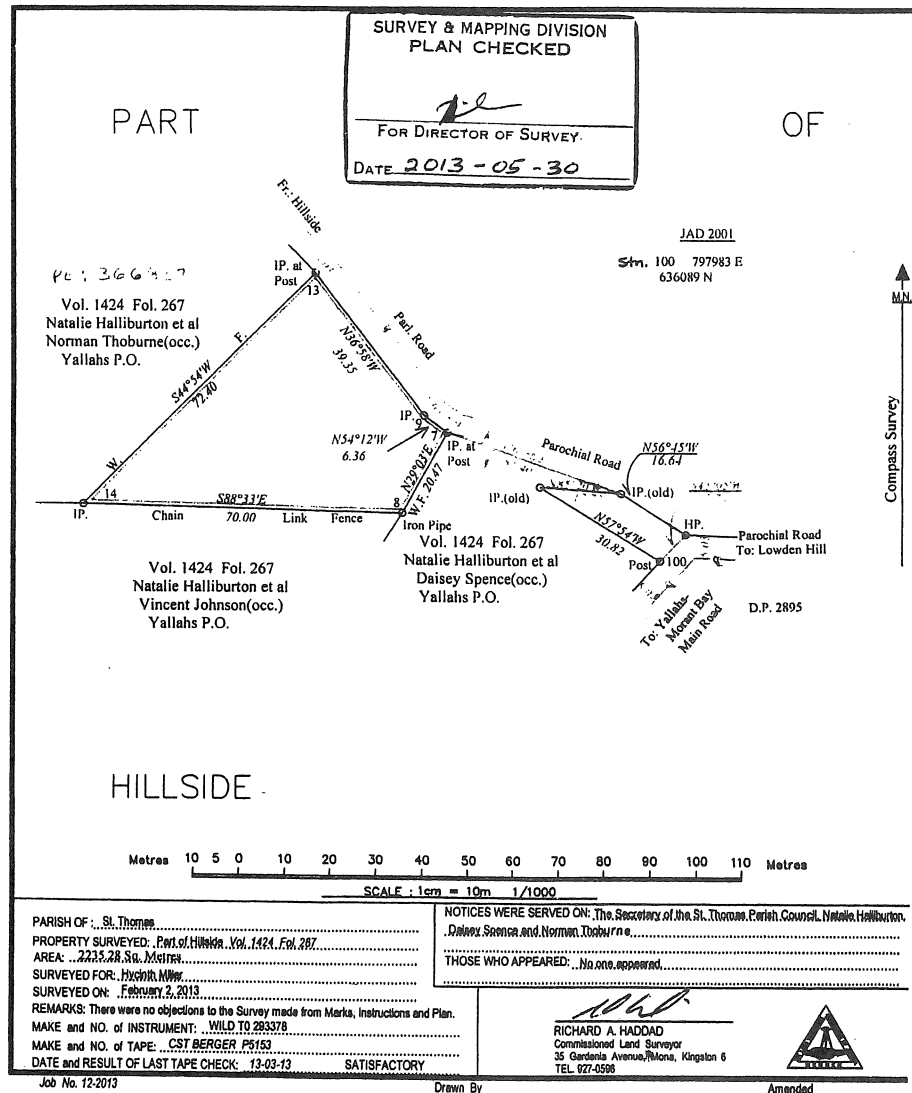 SURVEY & MAPPING DIVISION
PLAN CHECKED
FOR DIRECTOR OF SURVEY.
DATE 2013-05-30
PART OF
Fr.: Hillside
JAD 2001
Stn. 100 797983 E
636089 N
M.N.
Compass Survey
IP. at
Post
13
Vol. 1424 Fol. 267
Natalie Halliburton et al
Norman Thoburne(occ.)
Yallahs P.O.
S44°54'W
72.40
W. F.
N36°58'W
39.35
Parl. Road
IP.
9
7
N54°12'W
6.36
IP. at
Post
N29°03'E
W.F. 20.47
Parochial Road
N56°45'W
16.64
IP.(old)
IP.(old)
14
IP.
S88°33'E
Chain 70.00 Link Fence
8
Iron Pipe
N57°54'W
30.82
HP.
Parochial Road
To: Lowden Hill
Post 100
Vol. 1424 Fol. 267
Natalie Halliburton et al
Daisey Spence(occ.)
Yallahs P.O.
Vol. 1424 Fol. 267
Natalie Halliburton et al
Vincent Johnson(occ.)
Yallahs P.O.
To: Yallahs-
Morant Bay
Main Road
D.P. 2895
HILLSIDE
Metres 10 5 0 10 20 30 40 50 60 70 80 90 100 110 Metres
SCALE : 1cm = 10m 1/1000
PARISH OF: St. Thomas
PROPERTY SURVEYED: Part of Hillside Vol. 1424 Fol. 267
AREA: 2235.28 Sq. Metres
SURVEYED FOR: Hycinth Miller
SURVEYED ON: February 2, 2013
REMARKS: There were no objections to the Survey made from Marks, Instructions and Plan.
MAKE and NO. of INSTRUMENT: WILD T0 293378
MAKE and NO. of TAPE: CST BERGER P5153
DATE and RESULT OF LAST TAPE CHECK: 13-03-13 SATISFACTORY
NOTICES WERE SERVED ON: The Secretary of the St. Thomas Parish Council, Natalie Halliburton,
Daisey Spence and Norman Thoburne
THOSE WHO APPEARED: No one appeared
RICHARD A. HADDAD
Commissioned Land Surveyor
35 Gardenia Avenue, Mona, Kingston 6
TEL. 927-0596
Job No. 12-2013
Drawn By
Amended